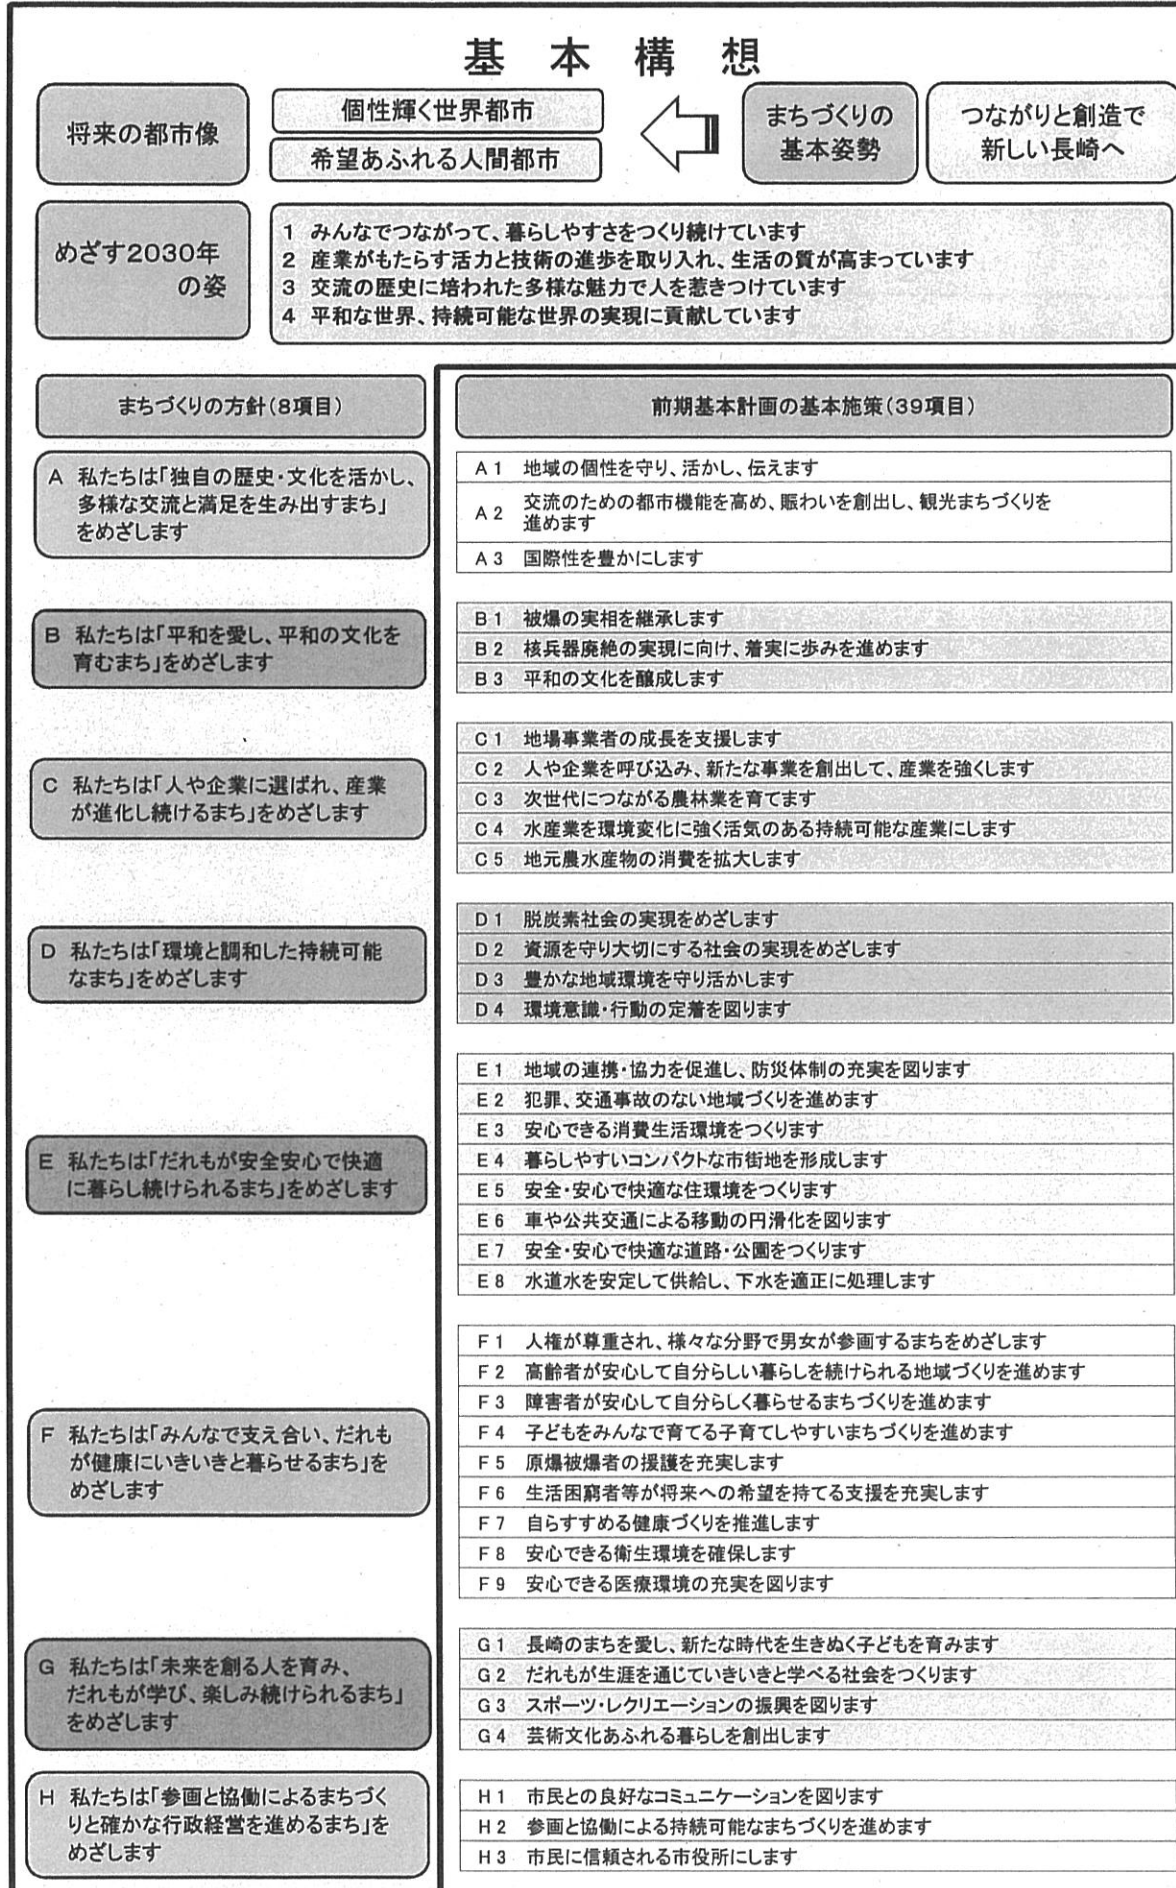 基本構想
将来の都市像
個性輝く世界都市
希望あふれる人間都市
まちづくりの
基本姿勢
つながりと創造で
新しい長崎へ
めざす2030年
の姿
1 みんなでつながって、暮らしやすさをつくり続けています
2 産業がもたらす活力と技術の進歩を取り入れ、生活の質が高まっています
3 交流の歴史に培われた多様な魅力で人を惹きつけています
4 平和な世界、持続可能な世界の実現に貢献しています
まちづくりの方針(8項目)
前期基本計画の基本施策(39項目)
A 私たちは「独自の歴史・文化を活かし、
多様な交流と満足を生み出すまち」
をめざします
A1 地域の個性を守り、活かし、伝えます
A2 交流のための都市機能を高め、賑わいを創出し、観光まちづくりを
進めます
A3 国際性を豊かにします
B 私たちは「平和を愛し、平和の文化を
育むまち」をめざします
B1 被爆の実相を継承します
B2 核兵器廃絶の実現に向け、着実に歩みを進めます
B3 平和の文化を醸成します
C 私たちは「人や企業に選ばれ、産業
が進化し続けるまち」をめざします
C1 地場事業者の成長を支援します
C2 人や企業を呼び込み、新たな事業を創出して、産業を強くします
C3 次世代につながる農林業を育てます
C4 水産業を環境変化に強く活気のある持続可能な産業にします
C5 地元農水産物の消費を拡大します
D 私たちは「環境と調和した持続可能
なまち」をめざします
D1 脱炭素社会の実現をめざします
D2 資源を守り大切にする社会の実現をめざします
D3 豊かな地域環境を守り活かします
D4 環境意識・行動の定着を図ります
E 私たちは「だれもが安全安心で快適
に暮らし続けられるまち」をめざします
E1 地域の連携・協力を促進し、防災体制の充実を図ります
E2 犯罪、交通事故のない地域づくりを進めます
E3 安心できる消費生活環境をつくります
E4 暮らしやすいコンパクトな市街地を形成します
E5 安全・安心で快適な住環境をつくります
E6 車や公共交通による移動の円滑化を図ります
E7 安全・安心で快適な道路・公園をつくります
E8 水道水を安定して供給し、下水を適正に処理します
F 私たちは「みんなで支え合い、だれも
が健康にいきいきと暮らせるまち」を
めざします
F1 人権が尊重され、様々な分野で男女が参画するまちをめざします
F2 高齢者が安心して自分らしい暮らしを続けられる地域づくりを進めます
F3 障害者が安心して自分らしく暮らせるまちづくりを進めます
F4 子どもをみんなで育てる子育てしやすいまちづくりを進めます
F5 原爆被爆者の援護を充実します
F6 生活困窮者等が将来への希望を持てる支援を充実します
F7 自らすすめる健康づくりを推進します
F8 安心できる衛生環境を確保します
F9 安心できる医療環境の充実を図ります
G 私たちは「未来を創る人を育み、
だれもが学び、楽しみ続けられるまち」
をめざします
G1 長崎のまちを愛し、新たな時代を生きぬく子どもを育みます
G2 だれもが生涯を通じていきいきと学べる社会をつくります
G3 スポーツ・レクリエーションの振興を図ります
G4 芸術文化あふれる暮らしを創出します
H 私たちは「参画と協働によるまちづく
りと確かな行政経営を進めるまち」を
めざします
H1 市民との良好なコミュニケーションを図ります
H2 参画と協働による持続可能なまちづくりを進めます
H3 市民に信頼される市役所にします